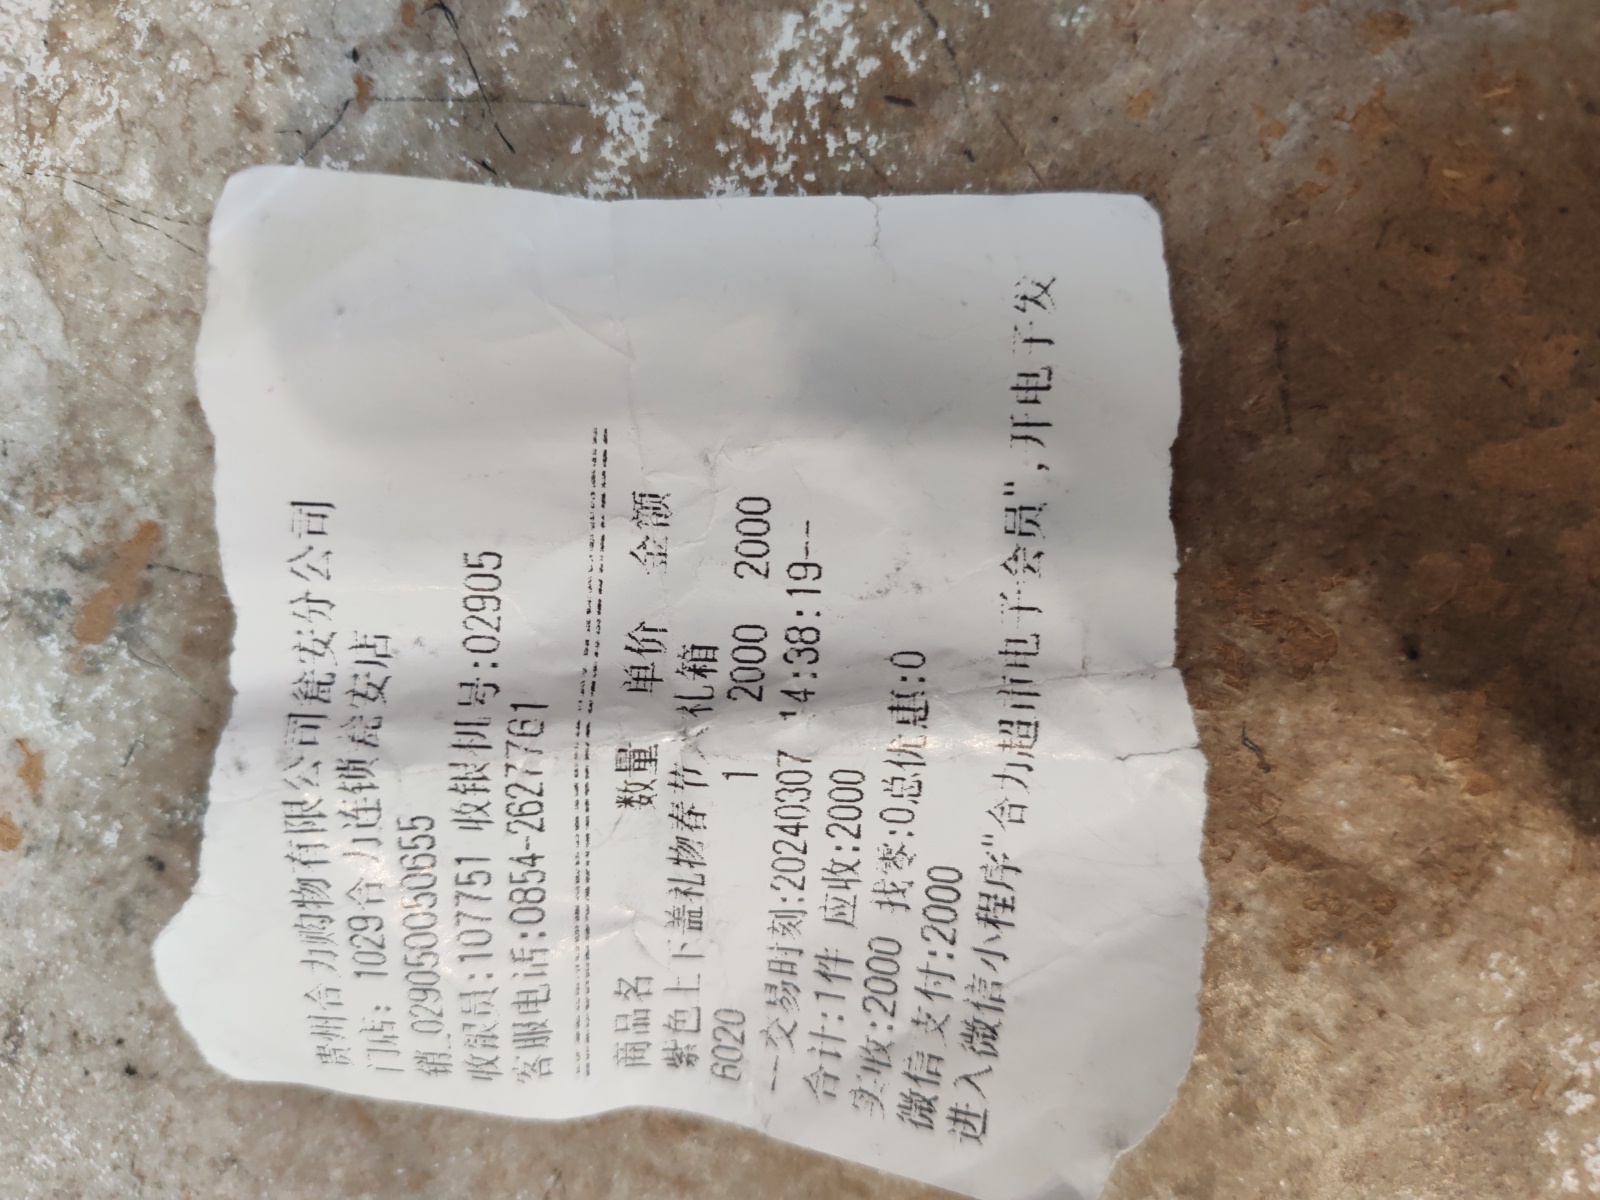 贵州合力购物有限公司瓮安分公司
门店: 1029合力连锁瓮安店
销_02905005065​5
收银员:107751 收银机号:02905
客服电话:0854-2627761
商品名 数量 单价 金额
紫色上下盖礼物春节大礼箱
6020 1 2000 2000
---交易时刻:20240307 14:38:19---
合计:1件 应收:2000
实收:2000 找零:0总优惠:0
微信支付:2000
进入微信小程序"合力超市电子会员",开电子发